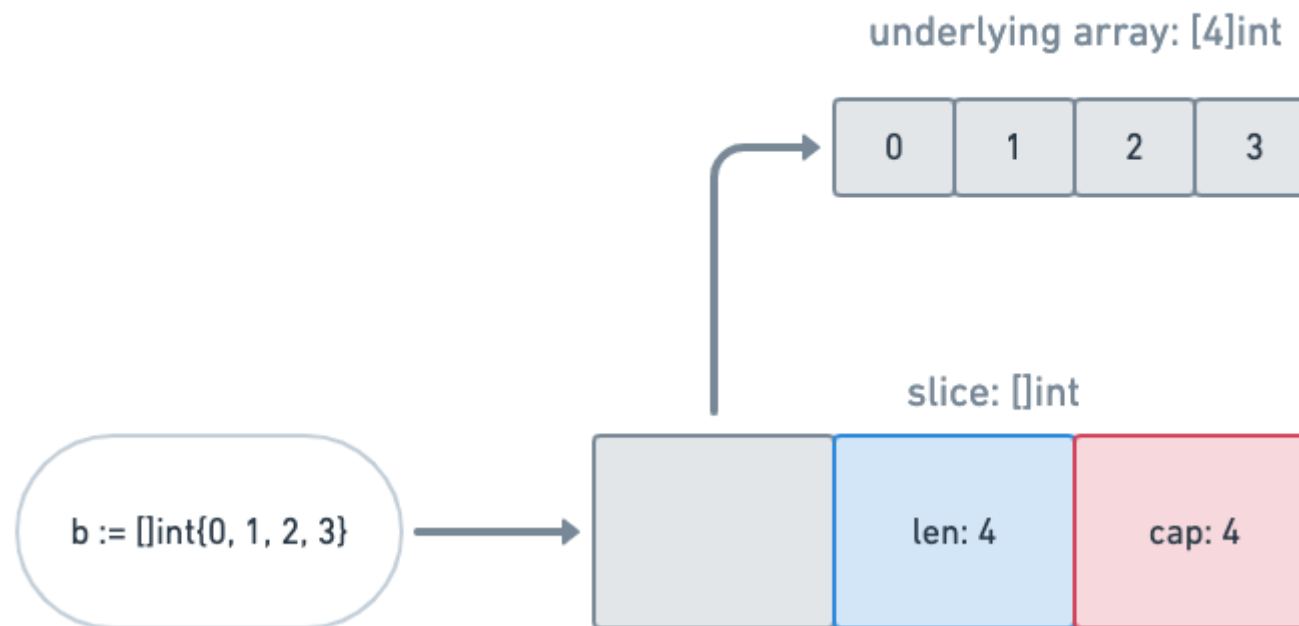 underlying array: [4]int
0 1 2 3
slice: []int
b := []int{0, 1, 2, 3}
len: 4
cap: 4